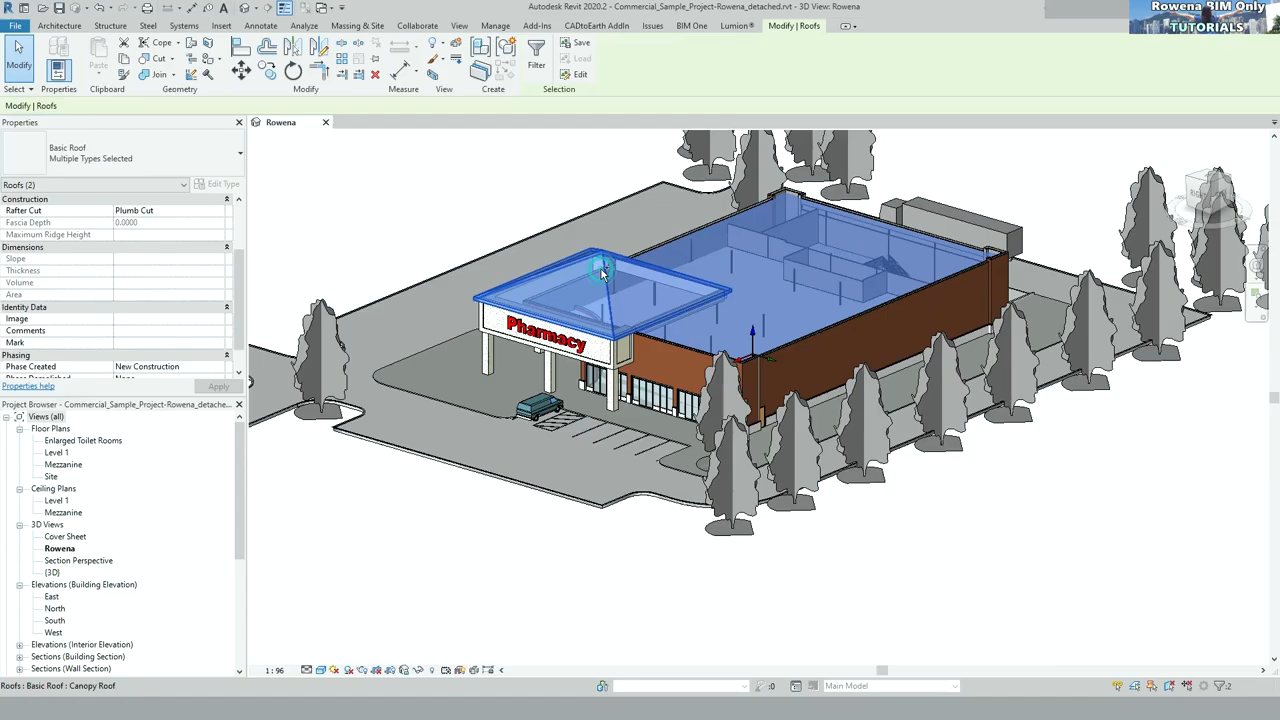 Autodesk Revit 2020.2 - Commercial_Sample_Project-Rowena_detached.rvt - 3D View: Rowena
Rowena BIM Only
TUTORIALS
File
Architecture
Structure
Steel
Systems
Insert
Annotate
Analyze
Massing & Site
Collaborate
View
Manage
Add-Ins
CADtoEarth AddIn
Issues
BIM One
Lumion®
Modify | Roofs
Modify
Paste
Cope
Cut
Join
Filter
Save
Load
Edit
Select
Properties
Clipboard
Geometry
Modify
Measure
View
Create
Selection
Modify | Roofs
Properties
Rowena
Basic Roof
Multiple Types Selected
Roofs (2)
Edit Type
Construction
Rafter Cut
Plumb Cut
Fascia Depth
0.0000
Maximum Ridge Height
Dimensions
Slope
Thickness
Volume
Area
Identity Data
Image
Comments
Mark
Phasing
Phase Created
New Construction
Properties help
Apply
Pharmacy
Project Browser - Commercial_Sample_Project-Rowena_detache...
Views (all)
Floor Plans
Enlarged Toilet Rooms
Level 1
Mezzanine
Site
Ceiling Plans
Level 1
Mezzanine
3D Views
Cover Sheet
Rowena
Section Perspective
{3D}
Elevations (Building Elevation)
East
North
South
West
Elevations (Interior Elevation)
Sections (Building Section)
Sections (Wall Section)
1 : 96
Roofs : Basic Roof : Canopy Roof
:0
Main Model
:2